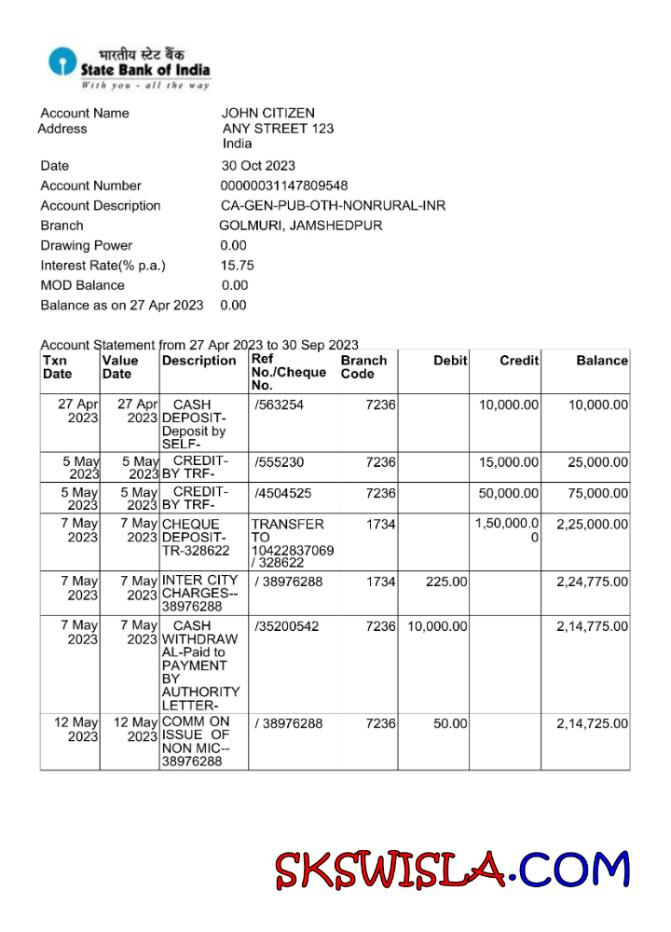 भारतीय स्टेट बैंक
State Bank of India
With you - all the way
Account Name JOHN CITIZEN
Address ANY STREET 123
India
Date 30 Oct 2023
Account Number 00000031147809548
Account Description CA-GEN-PUB-OTH-NONRURAL-INR
Branch GOLMURI, JAMSHEDPUR
Drawing Power 0.00
Interest Rate(% p.a.) 15.75
MOD Balance 0.00
Balance as on 27 Apr 2023 0.00
Account Statement from 27 Apr 2023 to 30 Sep 2023
Txn Value Description Ref Branch Debit Credit Balance
Date Date No./Cheque Code
No.
27 Apr 27 Apr CASH /563254 7236 10,000.00 10,000.00
2023 2023 DEPOSIT-
Deposit by
SELF-
5 May 5 May CREDIT- /555230 7236 15,000.00 25,000.00
2023 2023 BY TRF-
5 May 5 May CREDIT- /4504525 7236 50,000.00 75,000.00
2023 2023 BY TRF-
7 May 7 May CHEQUE TRANSFER 1734 1,50,000.0 2,25,000.00
2023 2023 DEPOSIT- TO 0
TR-328622 10422837069
/ 328622
7 May 7 May INTER CITY / 38976288 1734 225.00 2,24,775.00
2023 2023 CHARGES--
38976288
7 May 7 May CASH /35200542 7236 10,000.00 2,14,775.00
2023 2023 WITHDRAW
AL-Paid to
PAYMENT
BY
AUTHORITY
LETTER-
12 May 12 May COMM ON / 38976288 7236 50.00 2,14,725.00
2023 2023 ISSUE OF
NON MIC--
38976288
SKSWISLA.COM